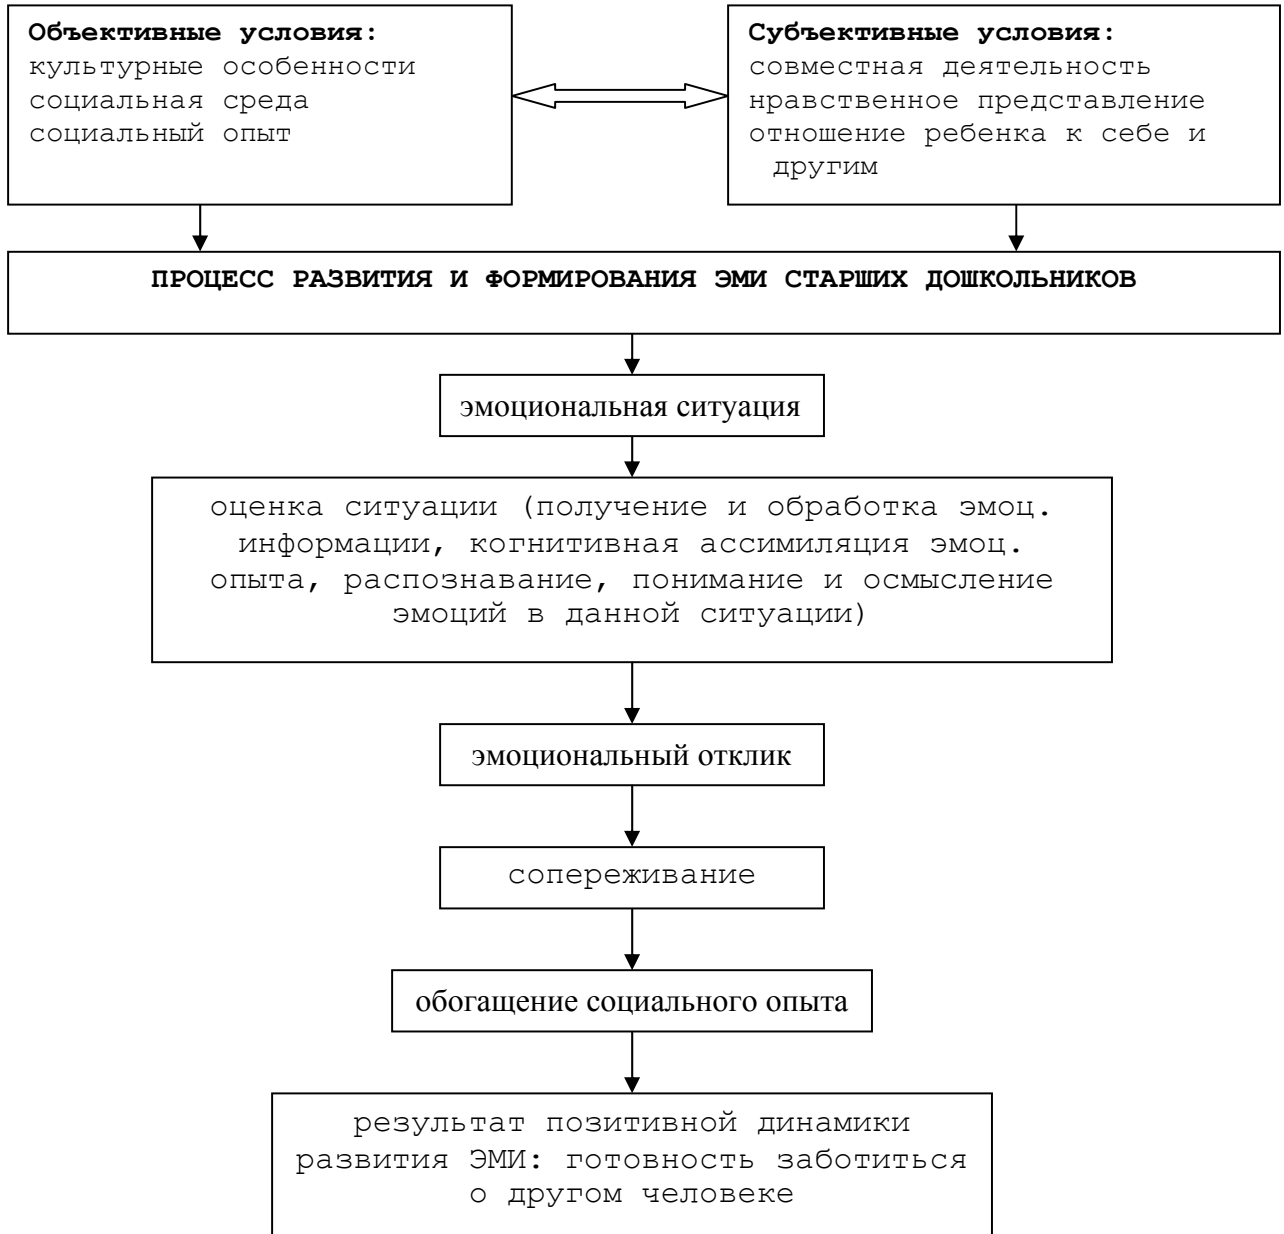 Объективные условия:
культурные особенности
социальная среда
социальный опыт
Субъективные условия:
совместная деятельность
нравственное представление
отношение ребенка к себе и
другим
ПРОЦЕСС РАЗВИТИЯ И ФОРМИРОВАНИЯ ЭМИ СТАРШИХ ДОШКОЛЬНИКОВ
эмоциональная ситуация
оценка ситуации (получение и обработка эмоц.
информации, когнитивная ассимиляция эмоц.
опыта, распознавание, понимание и осмысление
эмоций в данной ситуации)
эмоциональный отклик
сопереживание
обогащение социального опыта
результат позитивной динамики
развития ЭМИ: готовность заботиться
о другом человеке